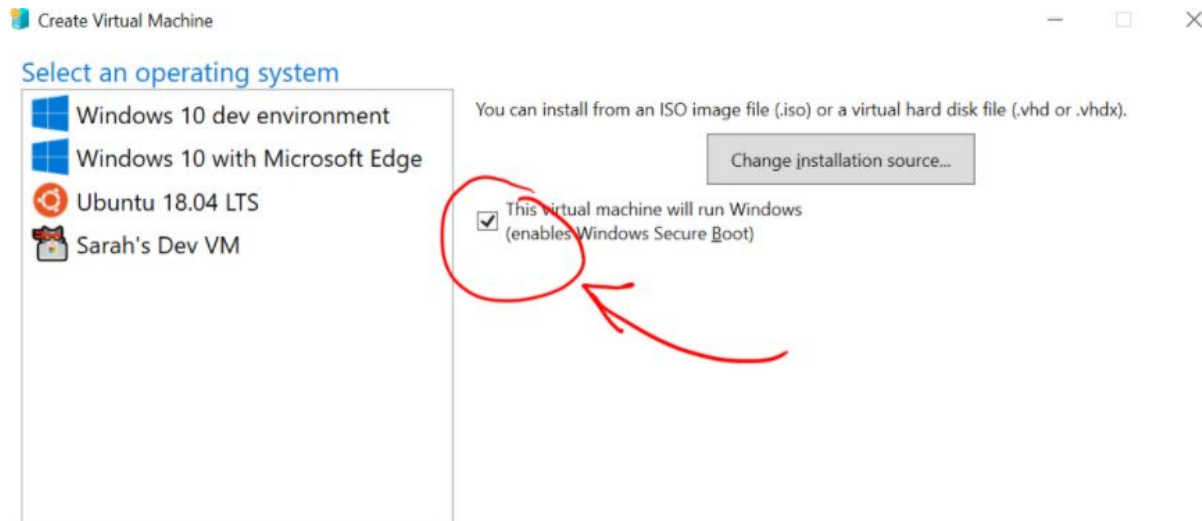 Create Virtual Machine
Select an operating system
Windows 10 dev environment
Windows 10 with Microsoft Edge
Ubuntu 18.04 LTS
Sarah's Dev VM
You can install from an ISO image file (.iso) or a virtual hard disk file (.vhd or .vhdx).
Change installation source...
This virtual machine will run Windows
(enables Windows Secure Boot)